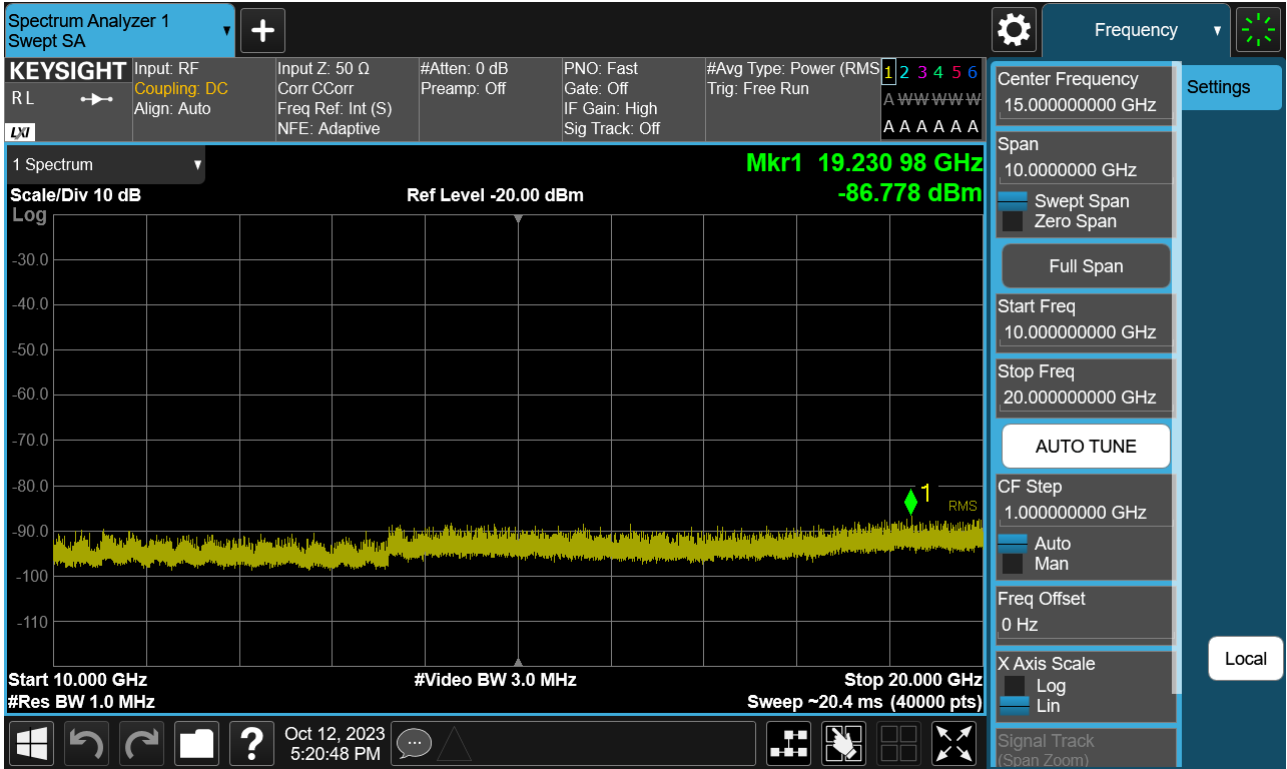 Spectrum Analyzer 1
Swept SA
Frequency
KEYSIGHT
R L
LXI
Input: RF
Coupling: DC
Align: Auto
Input Z: 50 Ω
Corr CCorr
Freq Ref: Int (S)
NFE: Adaptive
#Atten: 0 dB
Preamp: Off
PNO: Fast
Gate: Off
IF Gain: High
Sig Track: Off
#Avg Type: Power (RMS
Trig: Free Run
1 2 3 4 5 6
A W W W W W
A A A A A A
1 Spectrum
Scale/Div 10 dB
Log
Ref Level -20.00 dBm
Mkr1 19.230 98 GHz
-86.778 dBm
-30.0
-40.0
-50.0
-60.0
-70.0
-80.0
-90.0
-100
-110
1
RMS
Start 10.000 GHz
#Video BW 3.0 MHz
Stop 20.000 GHz
#Res BW 1.0 MHz
Sweep ~20.4 ms (40000 pts)
Center Frequency
15.000000000 GHz
Settings
Span
10.0000000 GHz
Swept Span
Zero Span
Full Span
Start Freq
10.000000000 GHz
Stop Freq
20.000000000 GHz
AUTO TUNE
CF Step
1.000000000 GHz
Auto
Man
Freq Offset
0 Hz
X Axis Scale
Log
Lin
Signal Track
(Span Zoom)
Local
?
Oct 12, 2023
5:20:48 PM